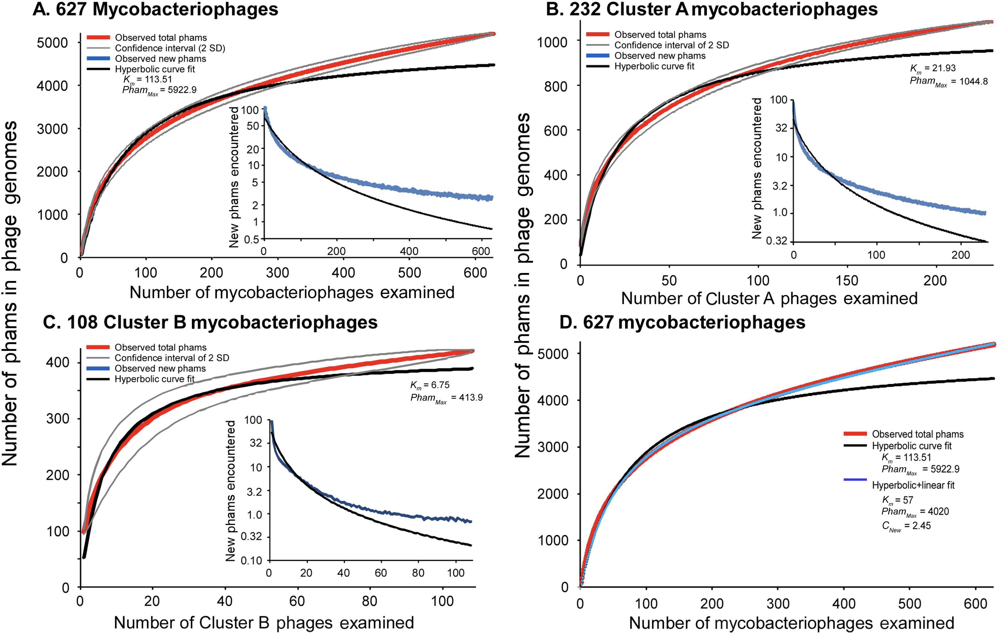 A. 627 Mycobacteriophages
Number of phams in phage genomes
5000
4000
3000
2000
1000
0
Observed total phams
Confidence interval (2 SD)
Observed new phams
Hyperbolic curve fit
Km = 113.51
PhamMax = 5922.9
New phams encountered
100
50
20
10
5
2
1
0.5
0 200 400 600
0 100 200 300 400 500 600
Number of mycobacteriophages examined
B. 232 Cluster A mycobacteriophages
Number of phams in phage genomes
1000
800
600
400
200
0
Observed total phams
Confidence interval of 2 SD
Observed new phams
Hyperbolic curve fit
Km = 21.93
PhamMax = 1044.8
New phams encountered
100
32
10
3.2
1.0
0.32
0 100 200
0 50 100 150 200
Number of Cluster A phages examined
C. 108 Cluster B mycobacteriophages
400
300
200
100
0
Observed total phams
Confidence interval of 2 SD
Observed new phams
Hyperbolic curve fit
Km = 6.75
PhamMax = 413.9
New phams encountered
100
32
10
3.2
1.0
0.32
0.10
0 20 40 60 80 100
0 20 40 60 80 100
Number of Cluster B phages examined
D. 627 mycobacteriophages
5000
4000
3000
2000
1000
0
Observed total phams
Hyperbolic curve fit
Km = 113.51
PhamMax = 5922.9
Hyperbolic+linear fit
Km = 57
PhamMax = 4020
CNew = 2.45
0 100 200 300 400 500 600
Number of mycobacteriophages examined